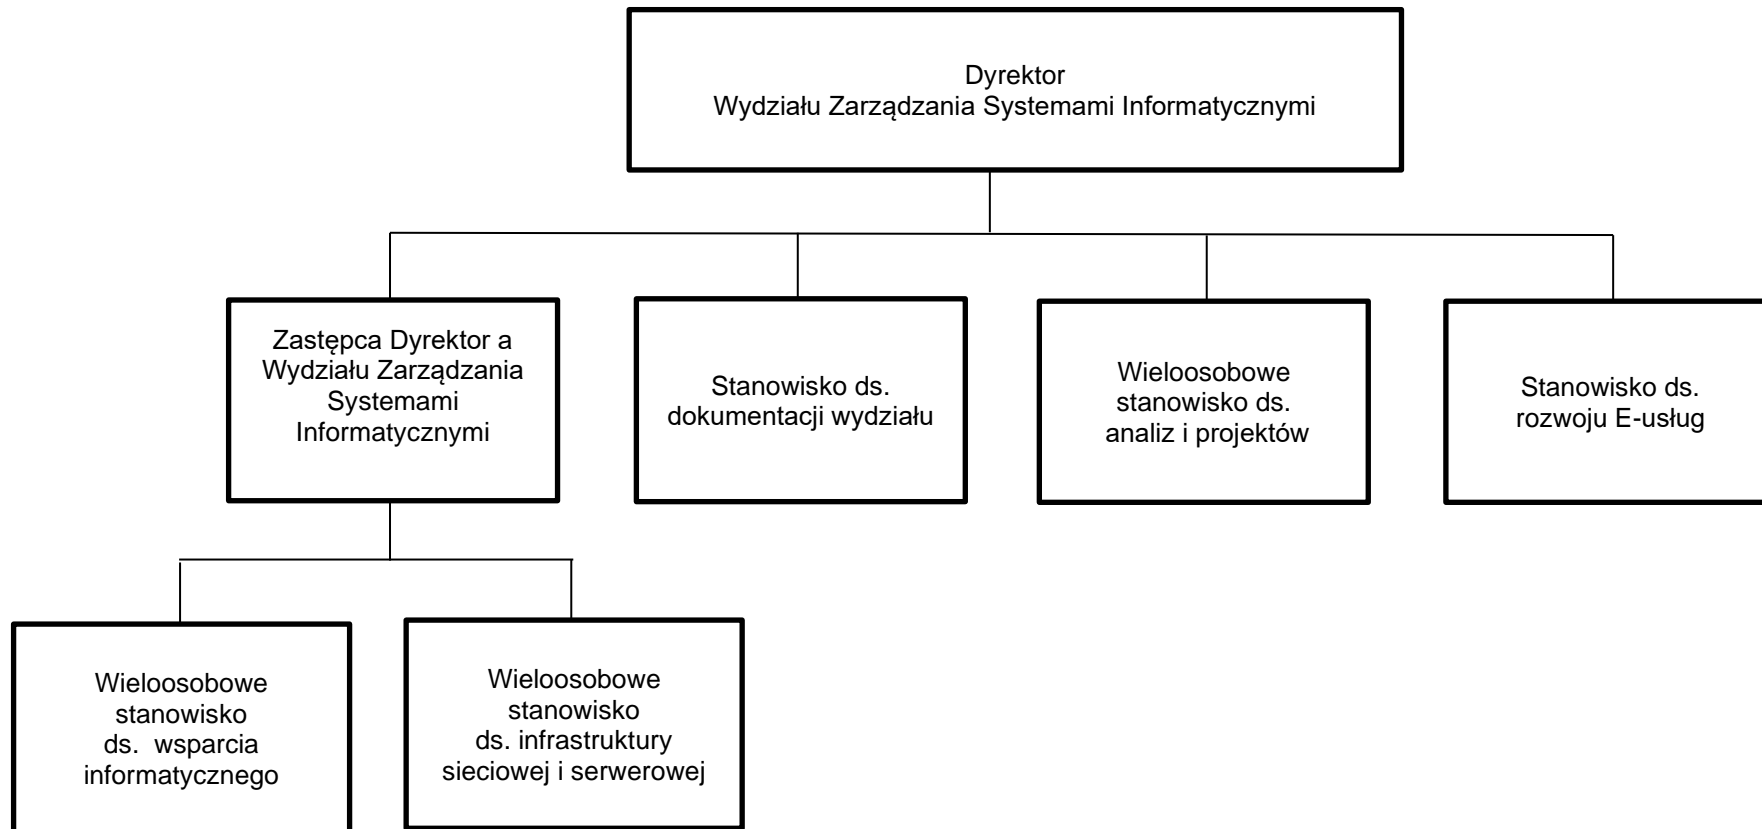 Dyrektor
Wydziału Zarządzania Systemami Informatycznymi
Zastępca Dyrektor a
Wydziału Zarządzania
Systemami
Informatycznymi
Stanowisko ds.
dokumentacji wydziału
Wieloosobowe
stanowisko ds.
analiz i projektów
Stanowisko ds.
rozwoju E-usług
Wieloosobowe
stanowisko
ds. wsparcia
informatycznego
Wieloosobowe
stanowisko
ds. infrastruktury
sieciowej i serwerowej